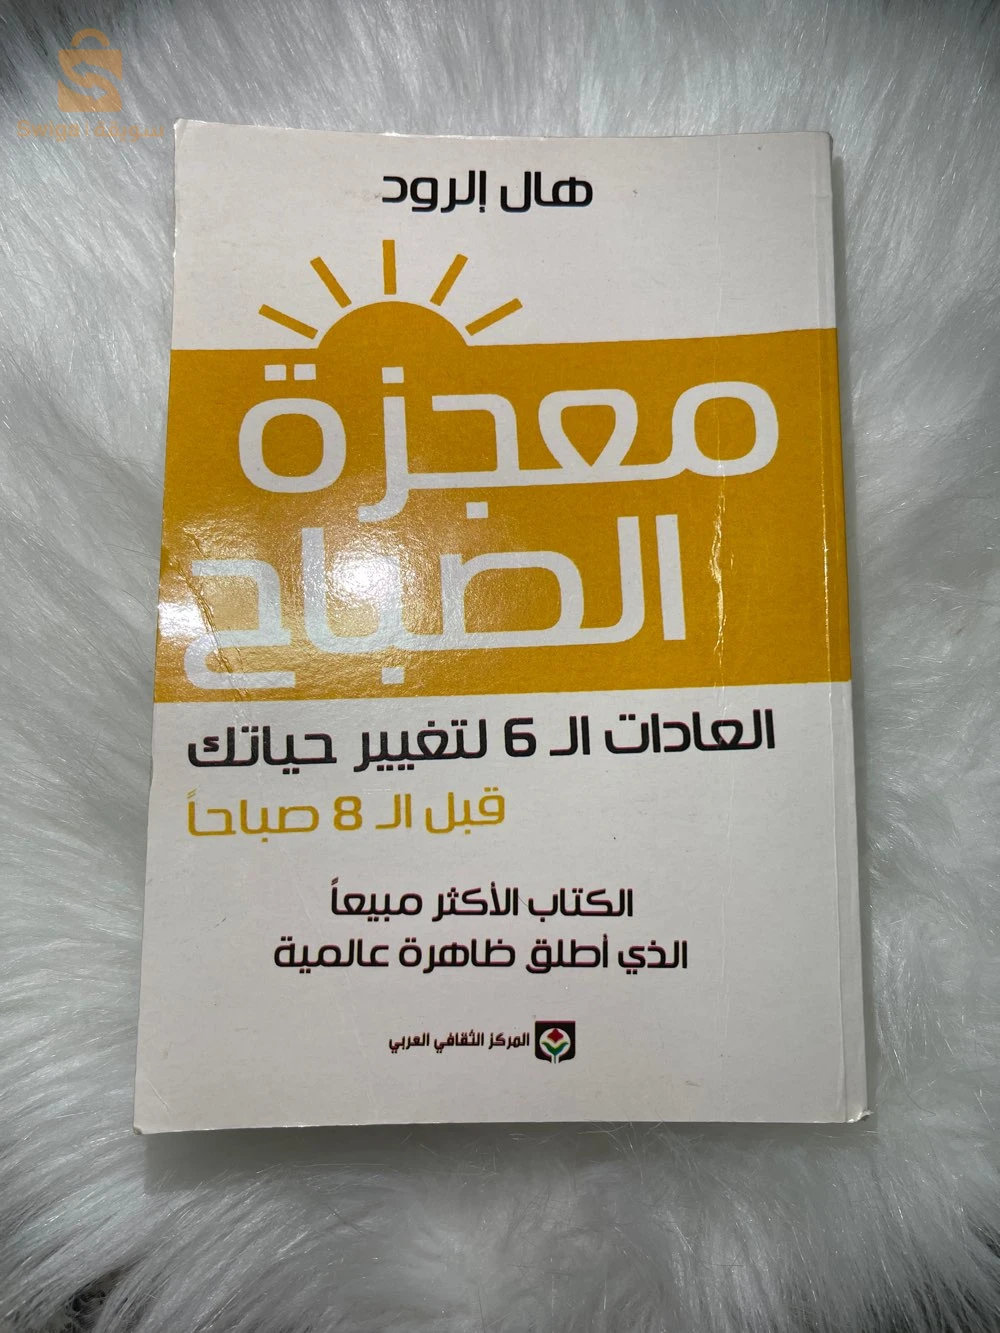 هال إلرود
معجزة
الصباح
العادات الـ 6 لتغيير حياتك
قبل الـ 8 صباحاً
الكتاب الأكثر مبيعاً
الذي أطلق ظاهرة عالمية
المركز الثقافي العربي